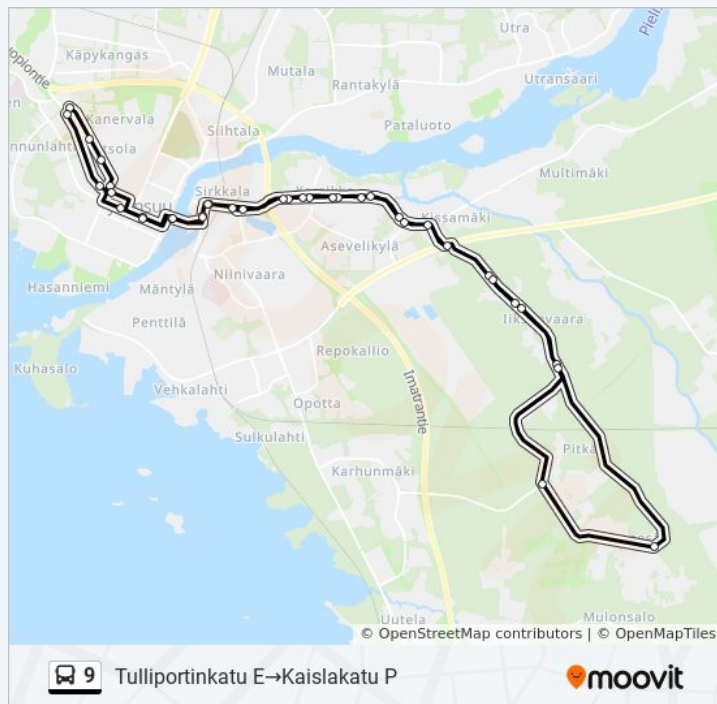 Pieli
Utra
Käpykangas
Mutala
Utransaari
Rantakylä
Kanervala
Siihtala
Pataluoto
Multimäki
Sirkkala
Kissamäki
Asevelikylä
Niinivaara
Hasanniemi
Mäntylä
Penttilä
Repokallio
Kuhasalo
Vehkalahti
Imatrantie
Opotta
Sulkulahti
Karhunmäki
Uutela
Mulonsalo
© OpenStreetMap contributors | © OpenMapTiles
9 Tulliportinkatu E→Kaislakatu P
moovit